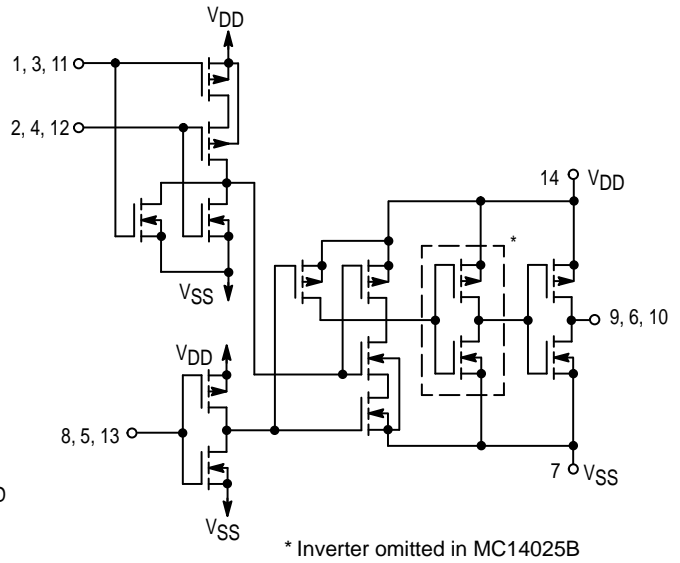 VDD
1, 3, 11
2, 4, 12
14 VDD
*
VSS
9, 6, 10
VDD
8, 5, 13
7 VSS
D
VSS
* Inverter omitted in MC14025B